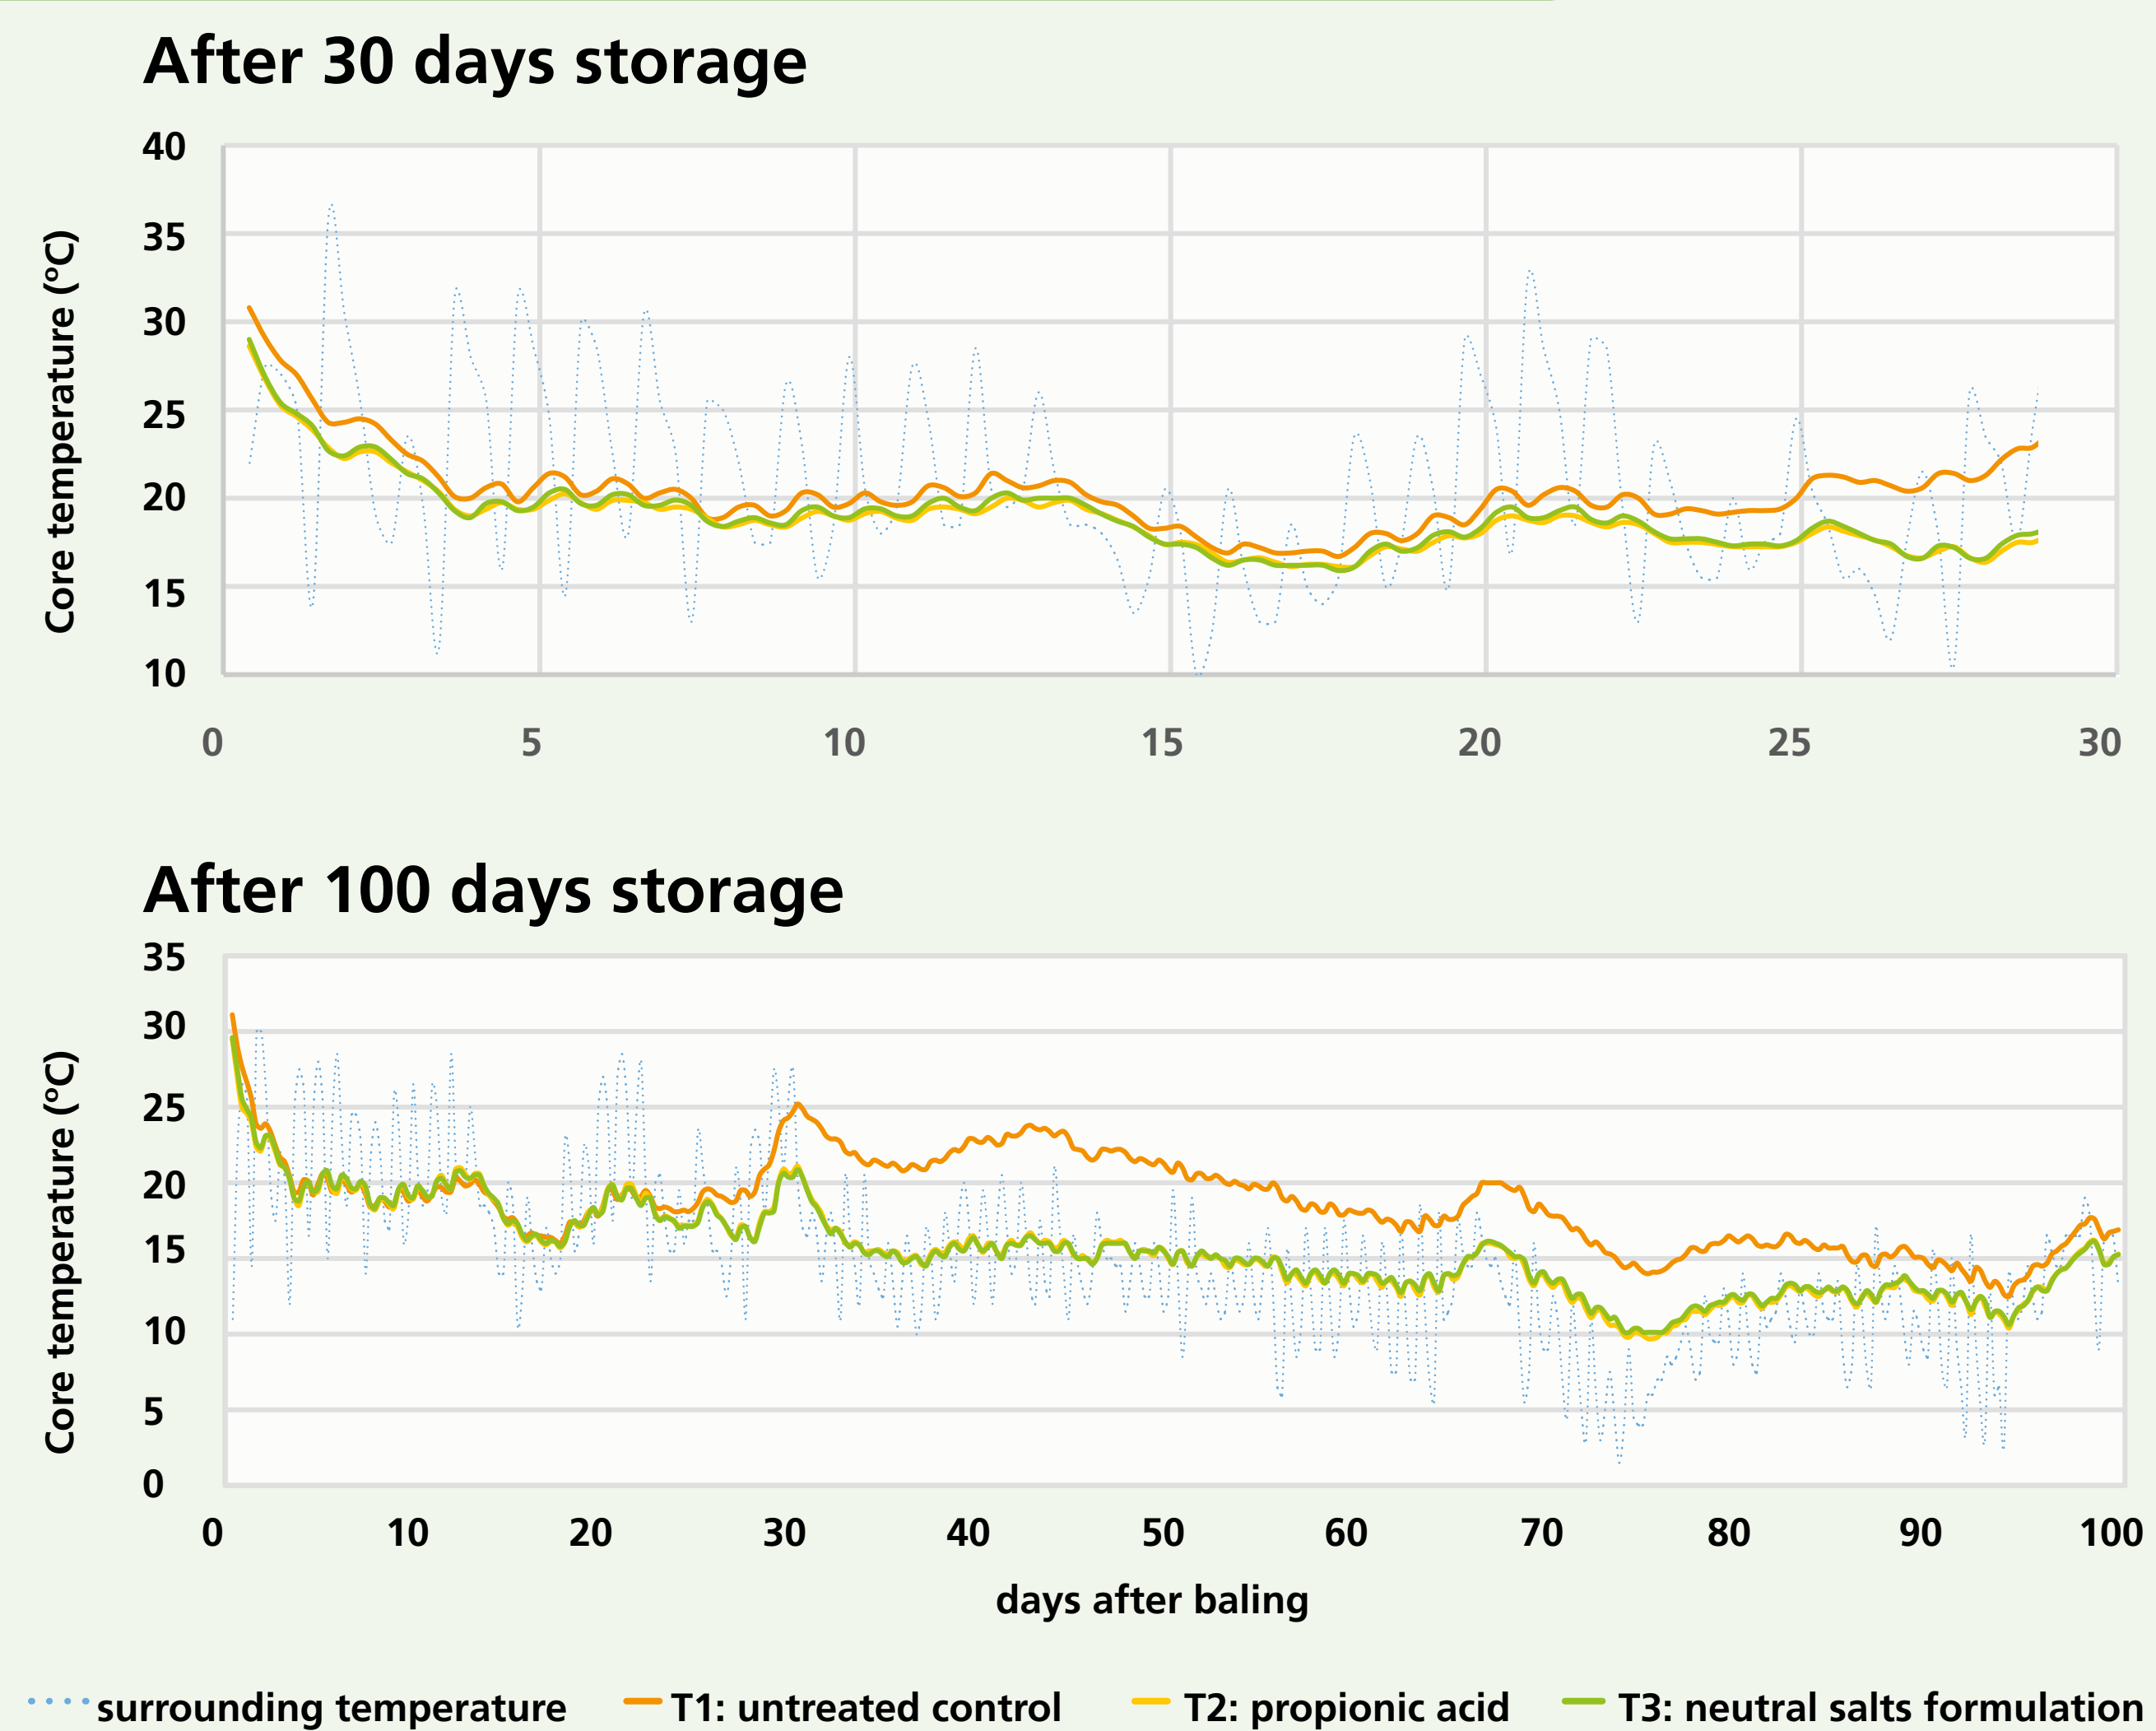 After 30 days storage
40
35
30
25
20
15
10
Core temperature (ºC)
0 5 10 15 20 25 30
After 100 days storage
35
30
25
20
15
10
5
0
Core temperature (ºC)
0 10 20 30 40 50 60 70 80 90 100
days after baling
surrounding temperature T1: untreated control T2: propionic acid T3: neutral salts formulation